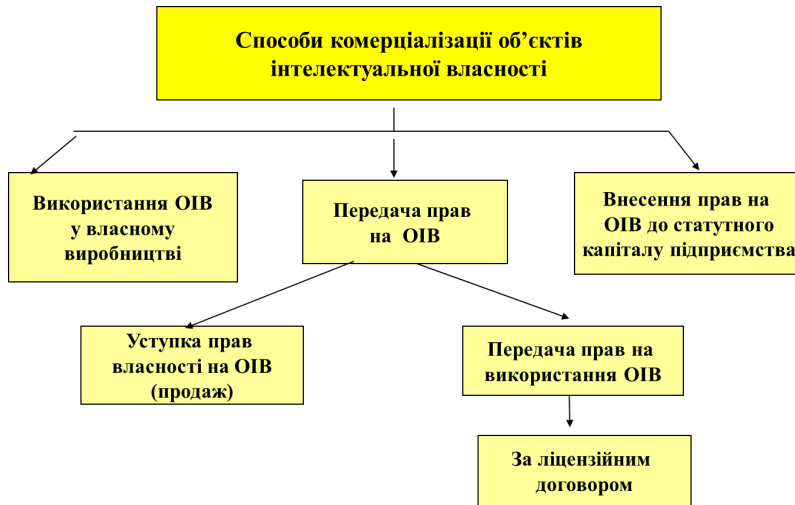 Способи комерціалізації об’єктів
інтелектуальної власності
Використання ОІВ
у власному
виробництві
Передача прав
на ОІВ
Внесення прав на
ОІВ до статутного
капіталу підприємства
Уступка прав
власності на ОІВ
(продаж)
Передача прав на
використання ОІВ
За ліцензійним
договором